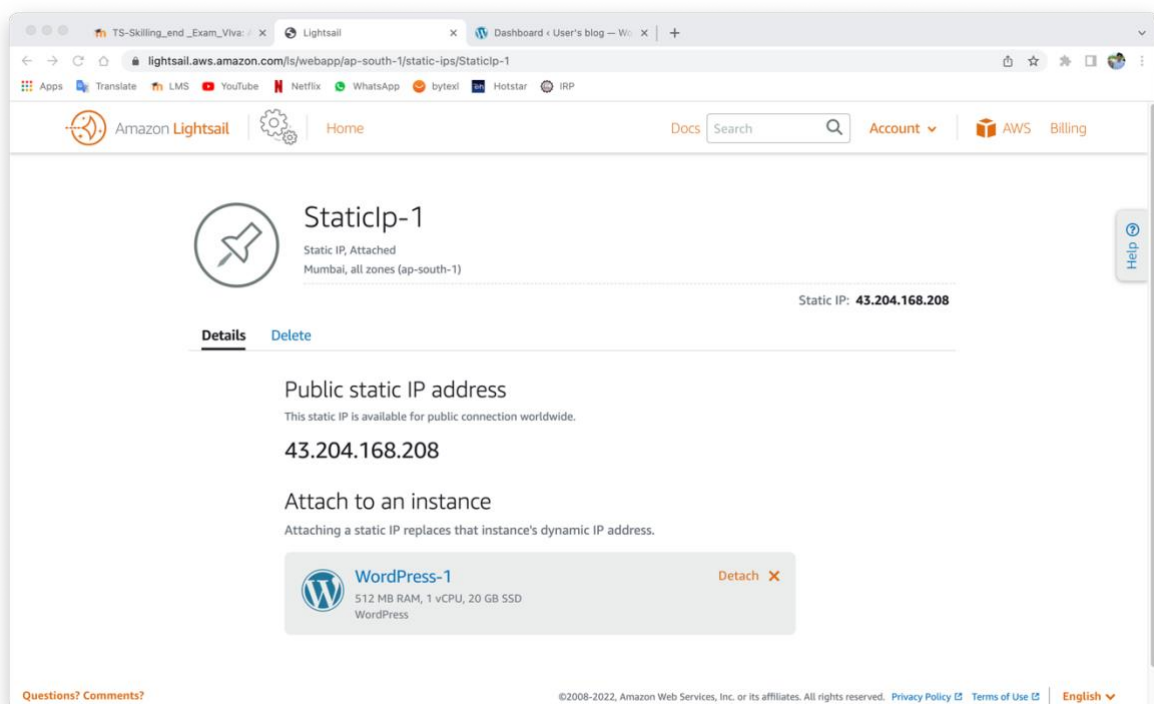 TS-Skilling_end _Exam_VIva: /
Lightsail
Dashboard ‹ User's blog — Wo
lightsail.aws.amazon.com/ls/webapp/ap-south-1/static-ips/StaticIp-1
Apps Translate LMS YouTube Netflix WhatsApp bytexl Hotstar IRP
Amazon Lightsail Home Docs Search Account AWS Billing
StaticIp-1
Static IP, Attached
Mumbai, all zones (ap-south-1)
Help
Static IP: 43.204.168.208
Details Delete
Public static IP address
This static IP is available for public connection worldwide.
43.204.168.208
Attach to an instance
Attaching a static IP replaces that instance's dynamic IP address.
WordPress-1 Detach
512 MB RAM, 1 vCPU, 20 GB SSD
WordPress
Questions? Comments? ©2008-2022, Amazon Web Services, Inc. or its affiliates. All rights reserved. Privacy Policy Terms of Use English